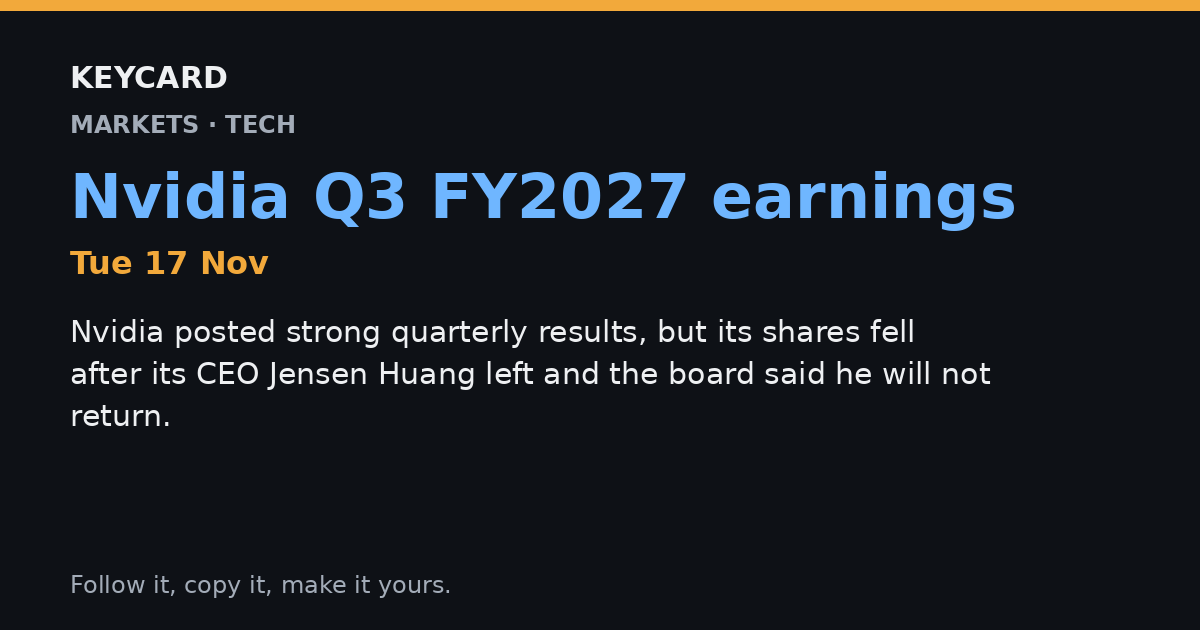 KEYCARD
MARKETS · TECH
Nvidia Q3 FY2027 earnings
Tue 17 Nov
Nvidia posted strong quarterly results, but its shares fell
after its CEO Jensen Huang left and the board said he will not
return.
Follow it, copy it, make it yours.